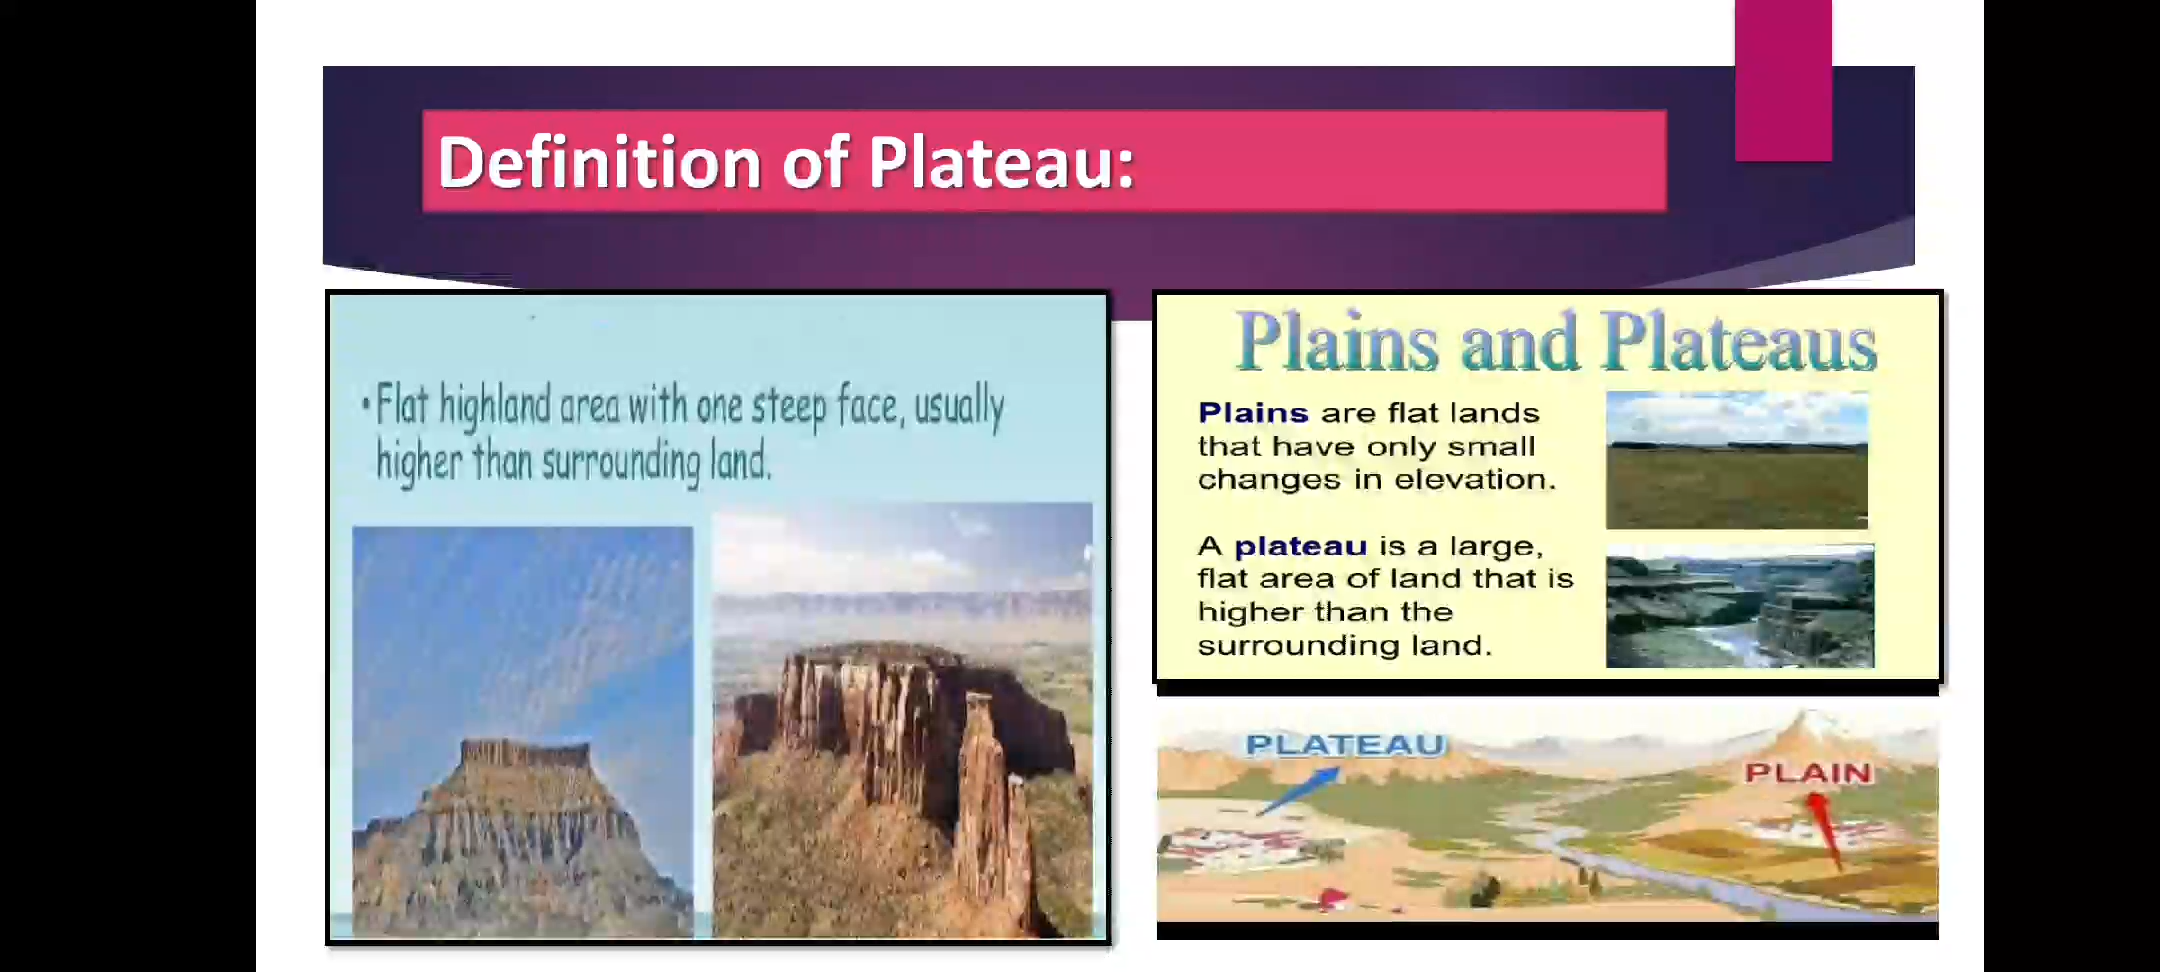 Definition of Plateau:
• Flat highland area with one steep face, usually
higher than surrounding land.
Plains and Plateaus
Plains are flat lands
that have only small
changes in elevation.
A plateau is a large,
flat area of land that is
higher than the
surrounding land.
PLATEAU
PLAIN